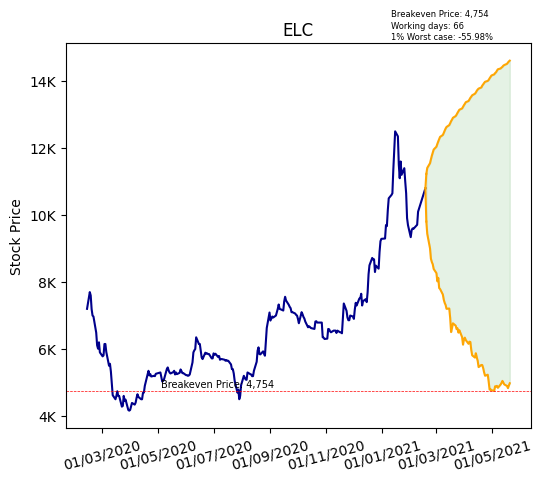 Breakeven Price: 4,754
Working days: 66
1% Worst case: -55.98%
ELC
14K
12K
10K
8K
6K
4K
Stock Price
Breakeven Price: 4,754
01/03/2020
01/05/2020
01/07/2020
01/09/2020
01/11/2020
01/01/2021
01/03/2021
01/05/2021